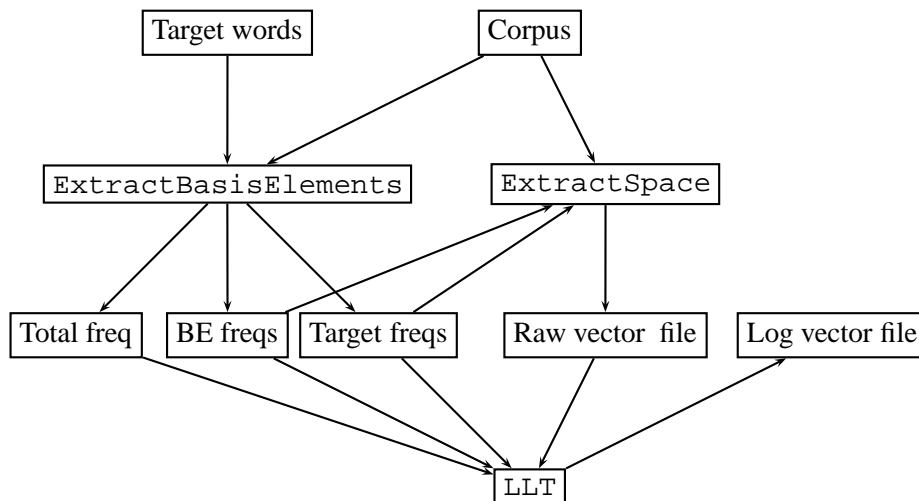 Target words
Corpus
ExtractBasisElements
ExtractSpace
Total freq
BE freqs
Target freqs
Raw vector file
Log vector file
LLT